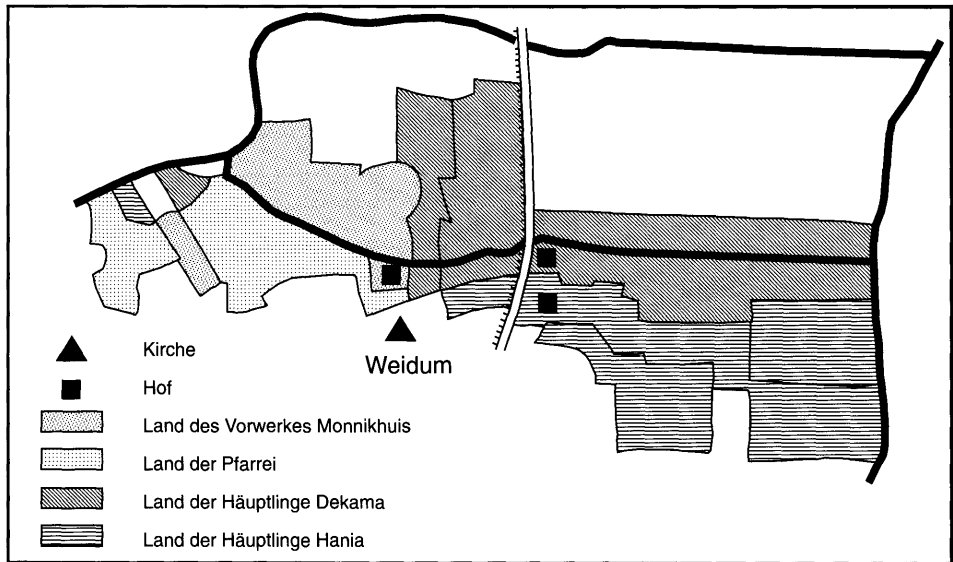 Weidum
Kirche
Hof
Land des Vorwerkes Monnikhuis
Land der Pfarrei
Land der Häuptlinge Dekama
Land der Häuptlinge Hania